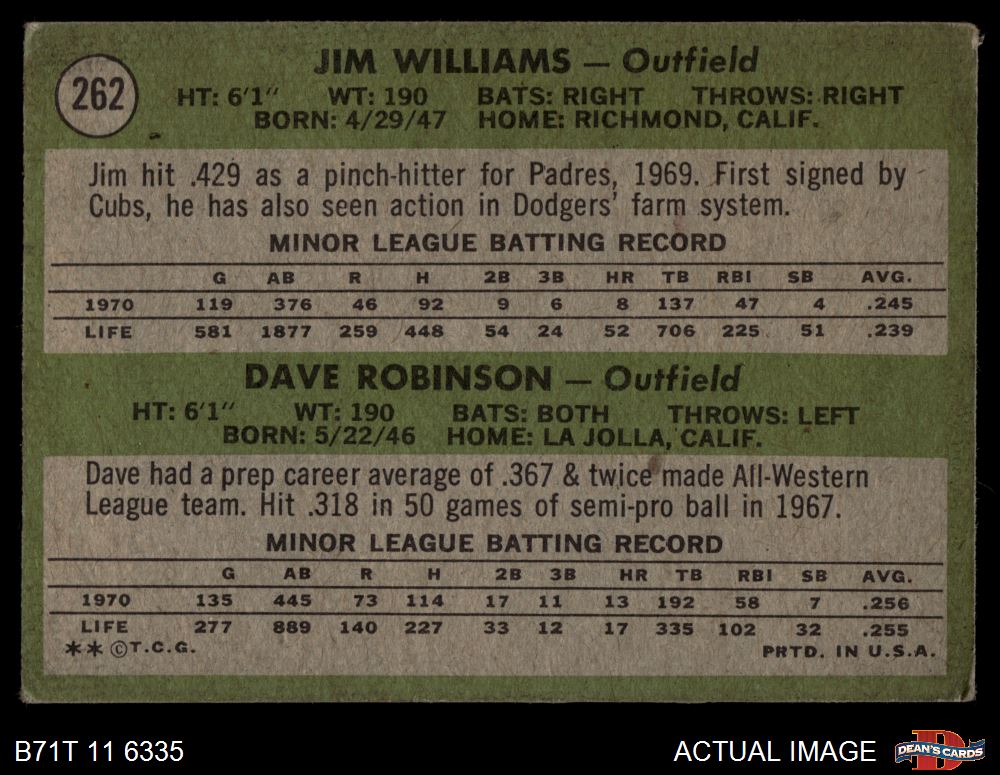 262
JIM WILLIAMS — Outfield
HT: 6'1" WT: 190 BATS: RIGHT THROWS: RIGHT
BORN: 4/29/47 HOME: RICHMOND, CALIF.
Jim hit .429 as a pinch-hitter for Padres, 1969. First signed by
Cubs, he has also seen action in Dodgers' farm system.
MINOR LEAGUE BATTING RECORD
G AB R H 2B 3B HR TB RBI SB AVG.
1970 119 376 46 92 9 6 8 137 47 4 .245
LIFE 581 1877 259 448 54 24 52 706 225 51 .239
DAVE ROBINSON — Outfield
HT: 6'1" WT: 190 BATS: BOTH THROWS: LEFT
BORN: 5/22/46 HOME: LA JOLLA, CALIF.
Dave had a prep career average of .367 & twice made All-Western
League team. Hit .318 in 50 games of semi-pro ball in 1967.
MINOR LEAGUE BATTING RECORD
G AB R H 2B 3B HR TB RBI SB AVG.
1970 135 445 73 114 17 11 13 192 58 7 .256
LIFE 277 889 140 227 33 12 17 335 102 32 .255
** ©T.C.G. PRTD. IN U.S.A.
B71T 11 6335 ACTUAL IMAGE DEAN'S CARDS